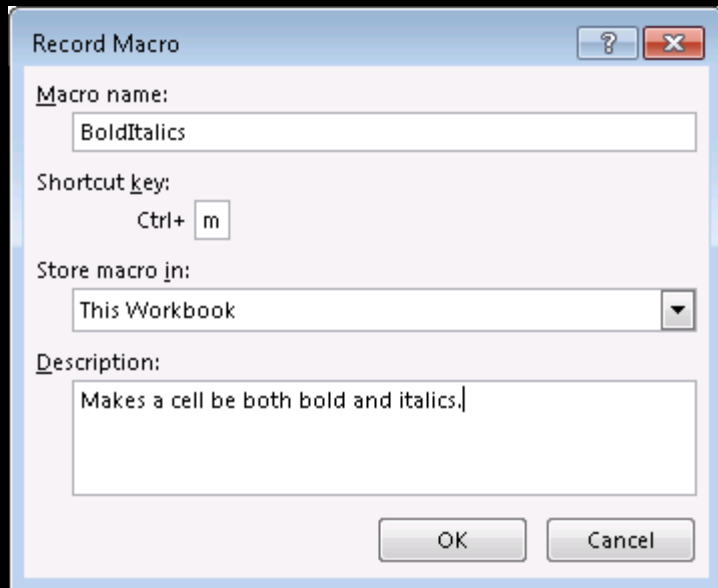 Record Macro
Macro name:
BoldItalics
Shortcut key:
Ctrl+ m
Store macro in:
This Workbook
Description:
Makes a cell be both bold and italics.
OK Cancel